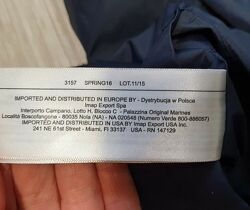 3157 SPRING16 LOT.11/15
IMPORTED AND DISTRIBUTED IN EUROPE BY - Dystrybucja w Polsce
Imap Export Spa
Interporto Campano, Lotto H, Blocco C - Palazzina Original Marines
Località Boscofangone - 80035 Nola (NA) - NA 020548 (Numero Verde 800-886057)
IMPORTED AND DISTRIBUTED IN USA BY Imap Export USA Inc.
241 NE 61st Street - Miami, Fl 33137 USA - RN 147129